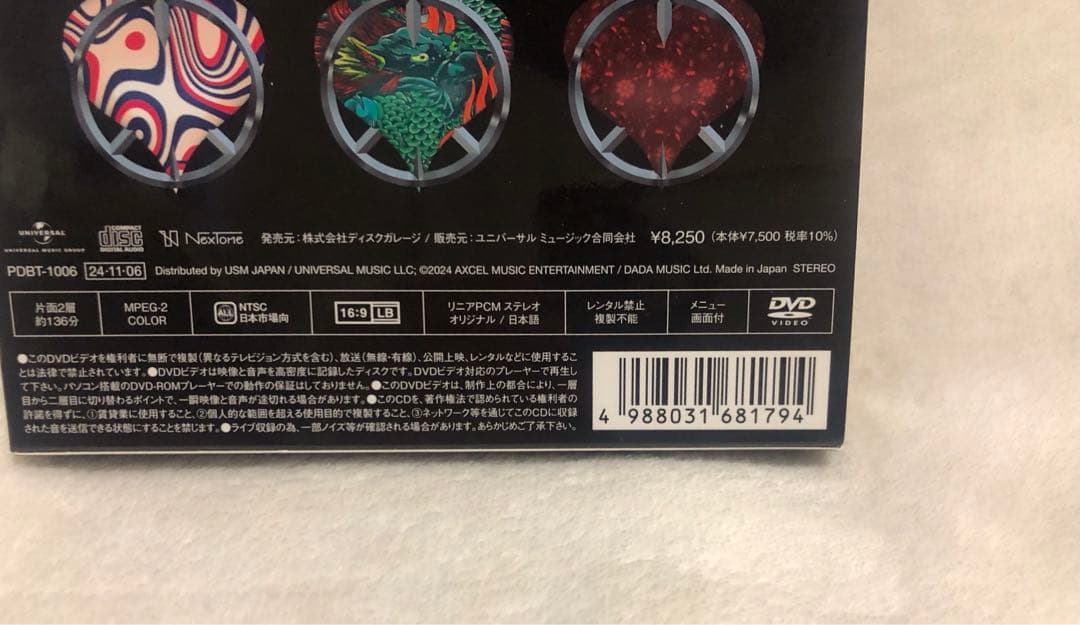 UNIVERSAL
UNIVERSAL MUSIC GROUP
COMPACT
disc
DIGITAL AUDIO
NexTone
発売元：株式会社ディスクガレージ / 販売元：ユニバーサル ミュージック合同会社 ¥8,250 (本体¥7,500 税率10%)
PDBT-1006 24·11·06 Distributed by USM JAPAN / UNIVERSAL MUSIC LLC; ©2024 AXCEL MUSIC ENTERTAINMENT / DADA MUSIC Ltd. Made in Japan STEREO
片面2層
約136分
MPEG-2
COLOR
ALL
NTSC
日本市場向
16:9 LB
リニアPCM ステレオ
オリジナル / 日本語
レンタル禁止
複製不能
メニュー
画面付
DVD
VIDEO
●このDVDビデオを権利者に無断で複製(異なるテレビジョン方式を含む)、放送(無線・有線)、公開上映、レンタルなどに使用するこ
とは法律で禁止されています。●DVDビデオは映像と音声を高密度に記録したディスクです。DVDビデオ対応のプレーヤーで再生し
て下さい。パソコン搭載のDVD-ROMプレーヤーでの動作の保証はしておりません。●このDVDビデオは、制作上の都合により、一層
目から二層目に切り替わるポイントで、一瞬映像と音声が途切れる場合があります。●このCDを、著作権法で認められている権利者の
許諾を得ずに、①賃貸業に使用すること、②個人的な範囲を超える使用目的で複製すること、③ネットワーク等を通じてこのCDに収録
された音を送信できる状態にすることを禁じます。●ライブ収録の為、一部ノイズ等が確認される場合があります。あらかじめご了承下さい。
4 988031 681794